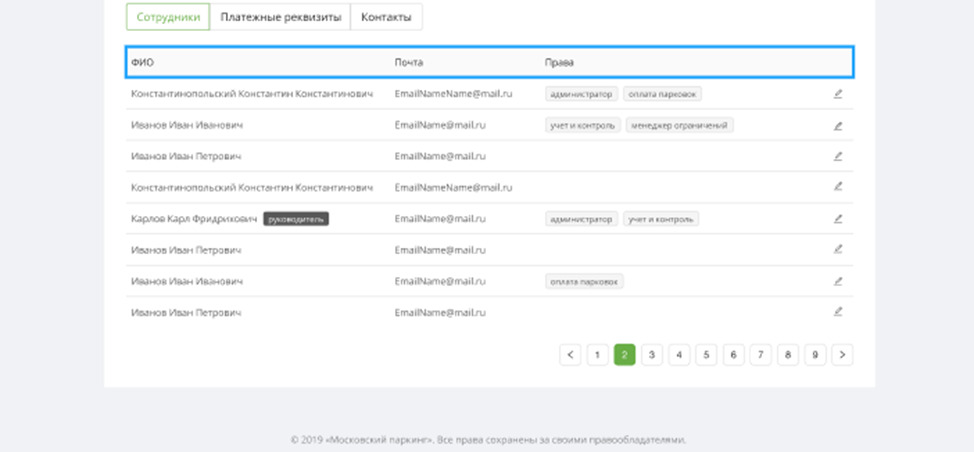 Сотрудники Платежные реквизиты Контакты
ФИО Почта Права
Константинопольский Константин Константинович EmailNameName@mail.ru администратор оплата парковок
Иванов Иван Иванович EmailName@mail.ru учет и контроль менеджер ограничений
Иванов Иван Петрович EmailName@mail.ru
Константинопольский Константин Константинович EmailNameName@mail.ru
Карлов Карл Фридрихович руководитель EmailName@mail.ru администратор учет и контроль
Иванов Иван Петрович EmailName@mail.ru
Иванов Иван Иванович EmailName@mail.ru оплата парковок
Иванов Иван Петрович EmailName@mail.ru
< 1 2 3 4 5 6 7 8 9 >
© 2019 «Московский паркинг». Все права сохранены за своими правообладателями.